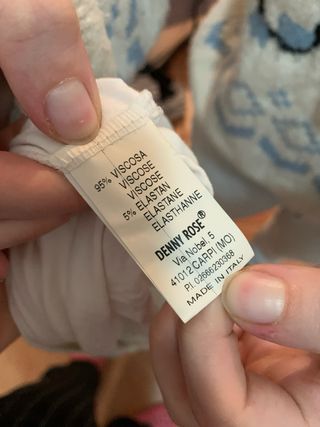 95% VISCOSA
VISCOSE
VISCOSE
5% ELASTAN
ELASTANE
ELASTHANNE
DENNY ROSE®
Via Nobel, 5
41012 CARPI (MO)
P.I. 02666230368
MADE IN ITALY